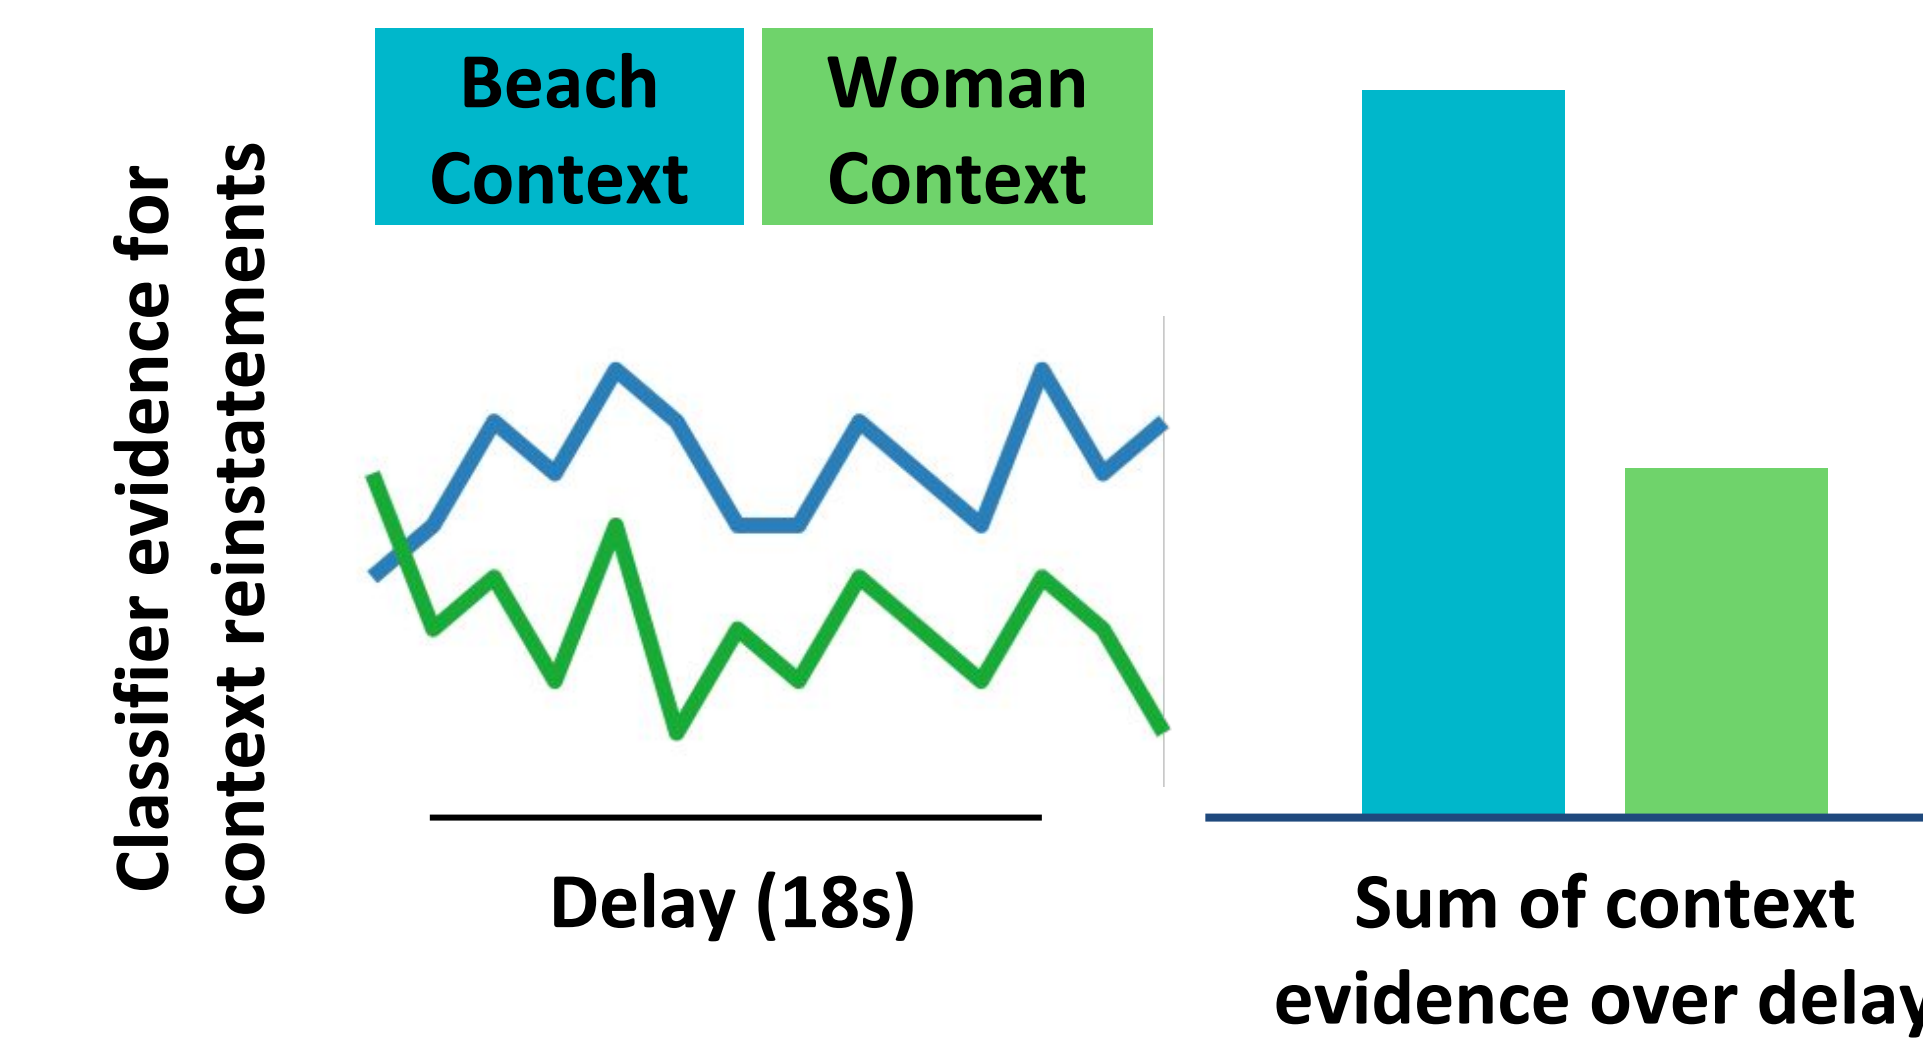 Beach
Context
Woman
Context
Classifier evidence for
context reinstatements
Delay (18s)
Sum of context
evidence over delay